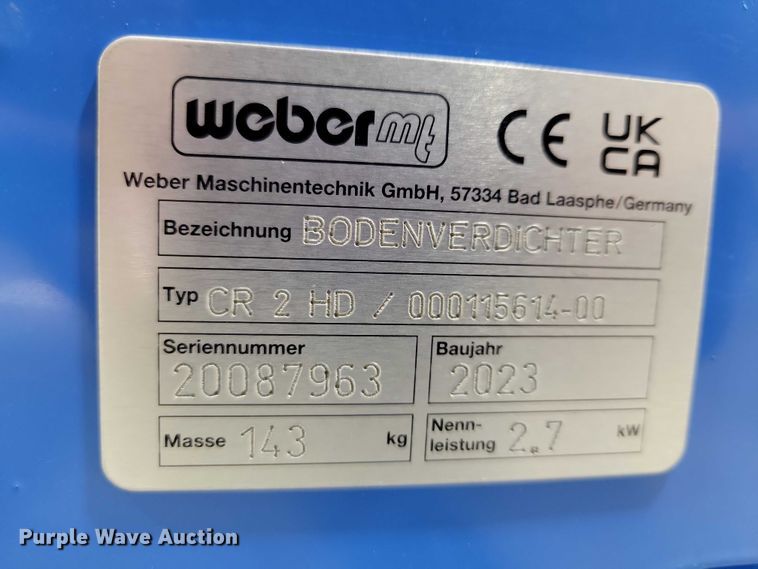 weber mt
CE UK CA
Weber Maschinentechnik GmbH, 57334 Bad Laasphe/Germany
Bezeichnung BODENVERDICHTER
Typ CR 2 HD / 000115614-00
Seriennummer 20087963
Baujahr 2023
Masse 143 kg
Nenn-
leistung 2.7 kW
Purple Wave Auction